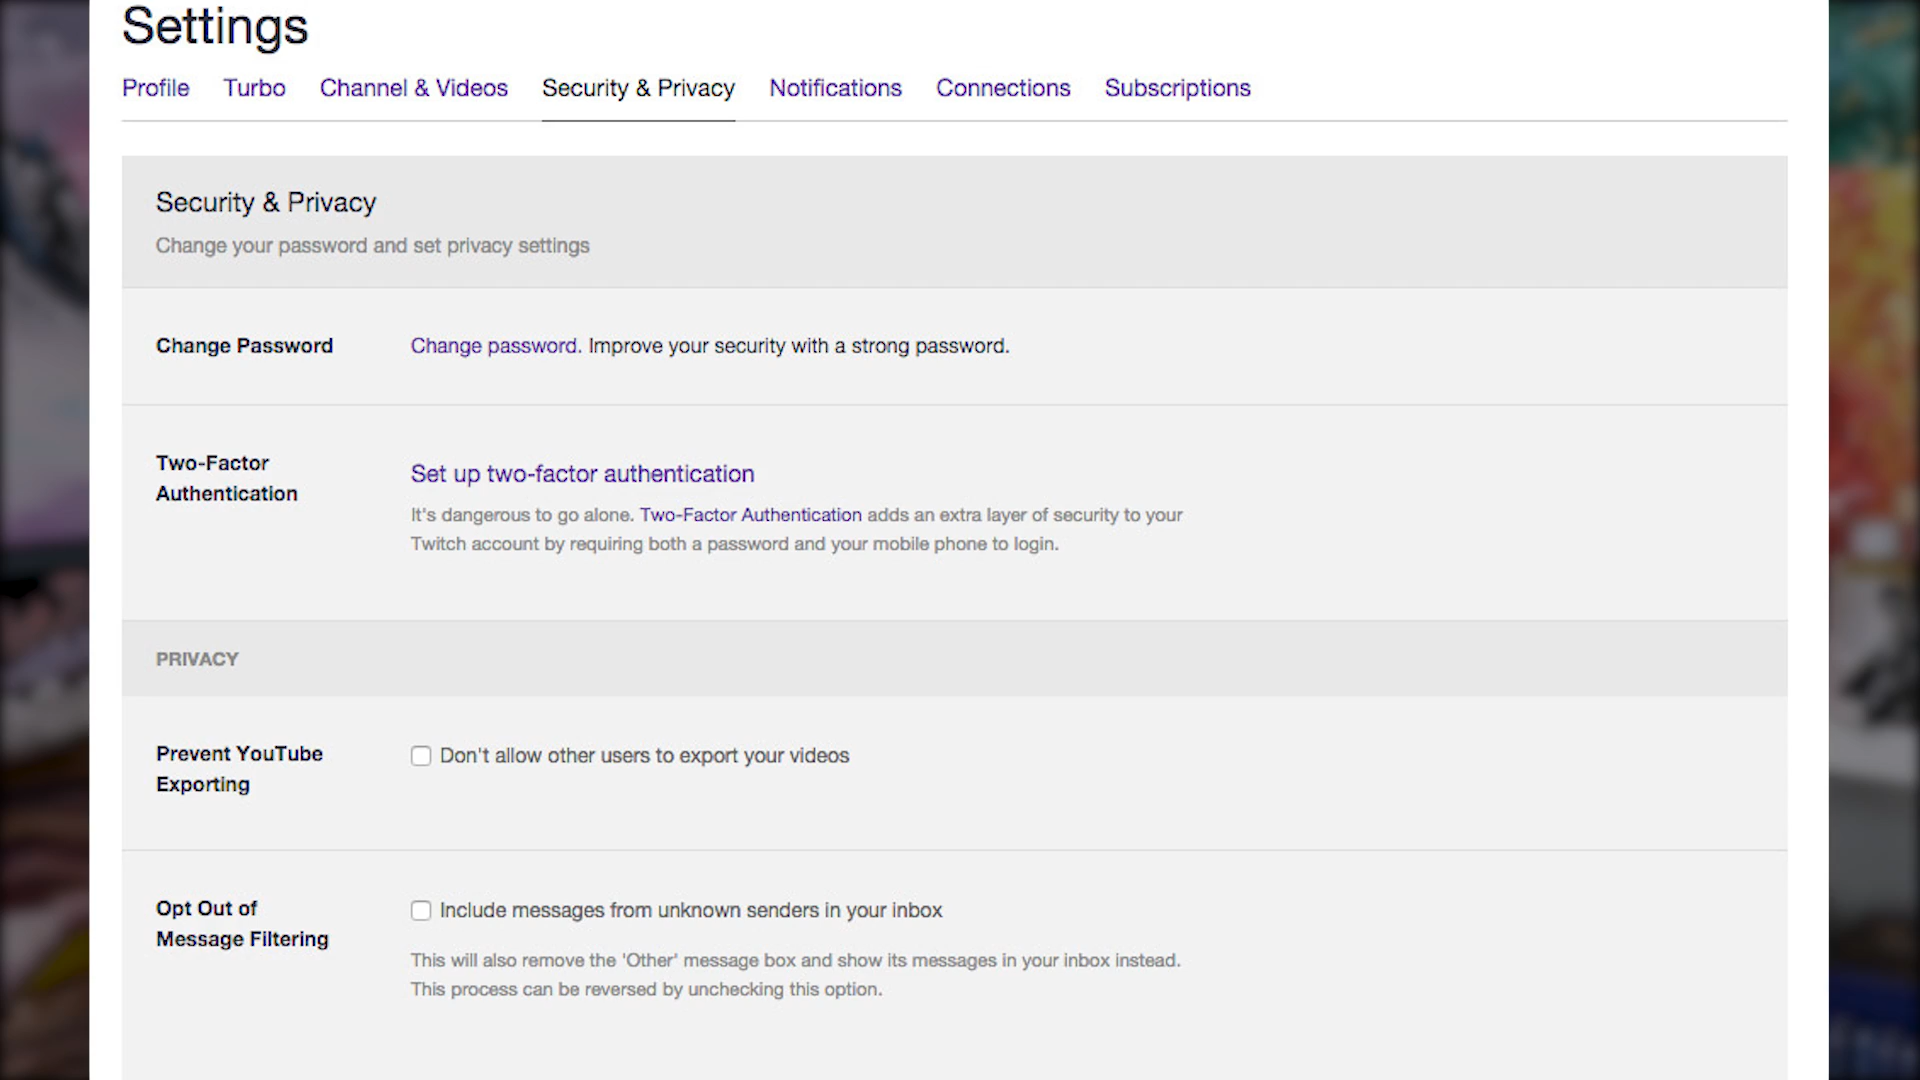 Settings
Profile Turbo Channel & Videos Security & Privacy Notifications Connections Subscriptions
Security & Privacy
Change your password and set privacy settings
Change Password
Change password. Improve your security with a strong password.
Two-Factor
Authentication
Set up two-factor authentication
It's dangerous to go alone. Two-Factor Authentication adds an extra layer of security to your
Twitch account by requiring both a password and your mobile phone to login.
PRIVACY
Prevent YouTube
Exporting
Don't allow other users to export your videos
Opt Out of
Message Filtering
Include messages from unknown senders in your inbox
This will also remove the 'Other' message box and show its messages in your inbox instead.
This process can be reversed by unchecking this option.